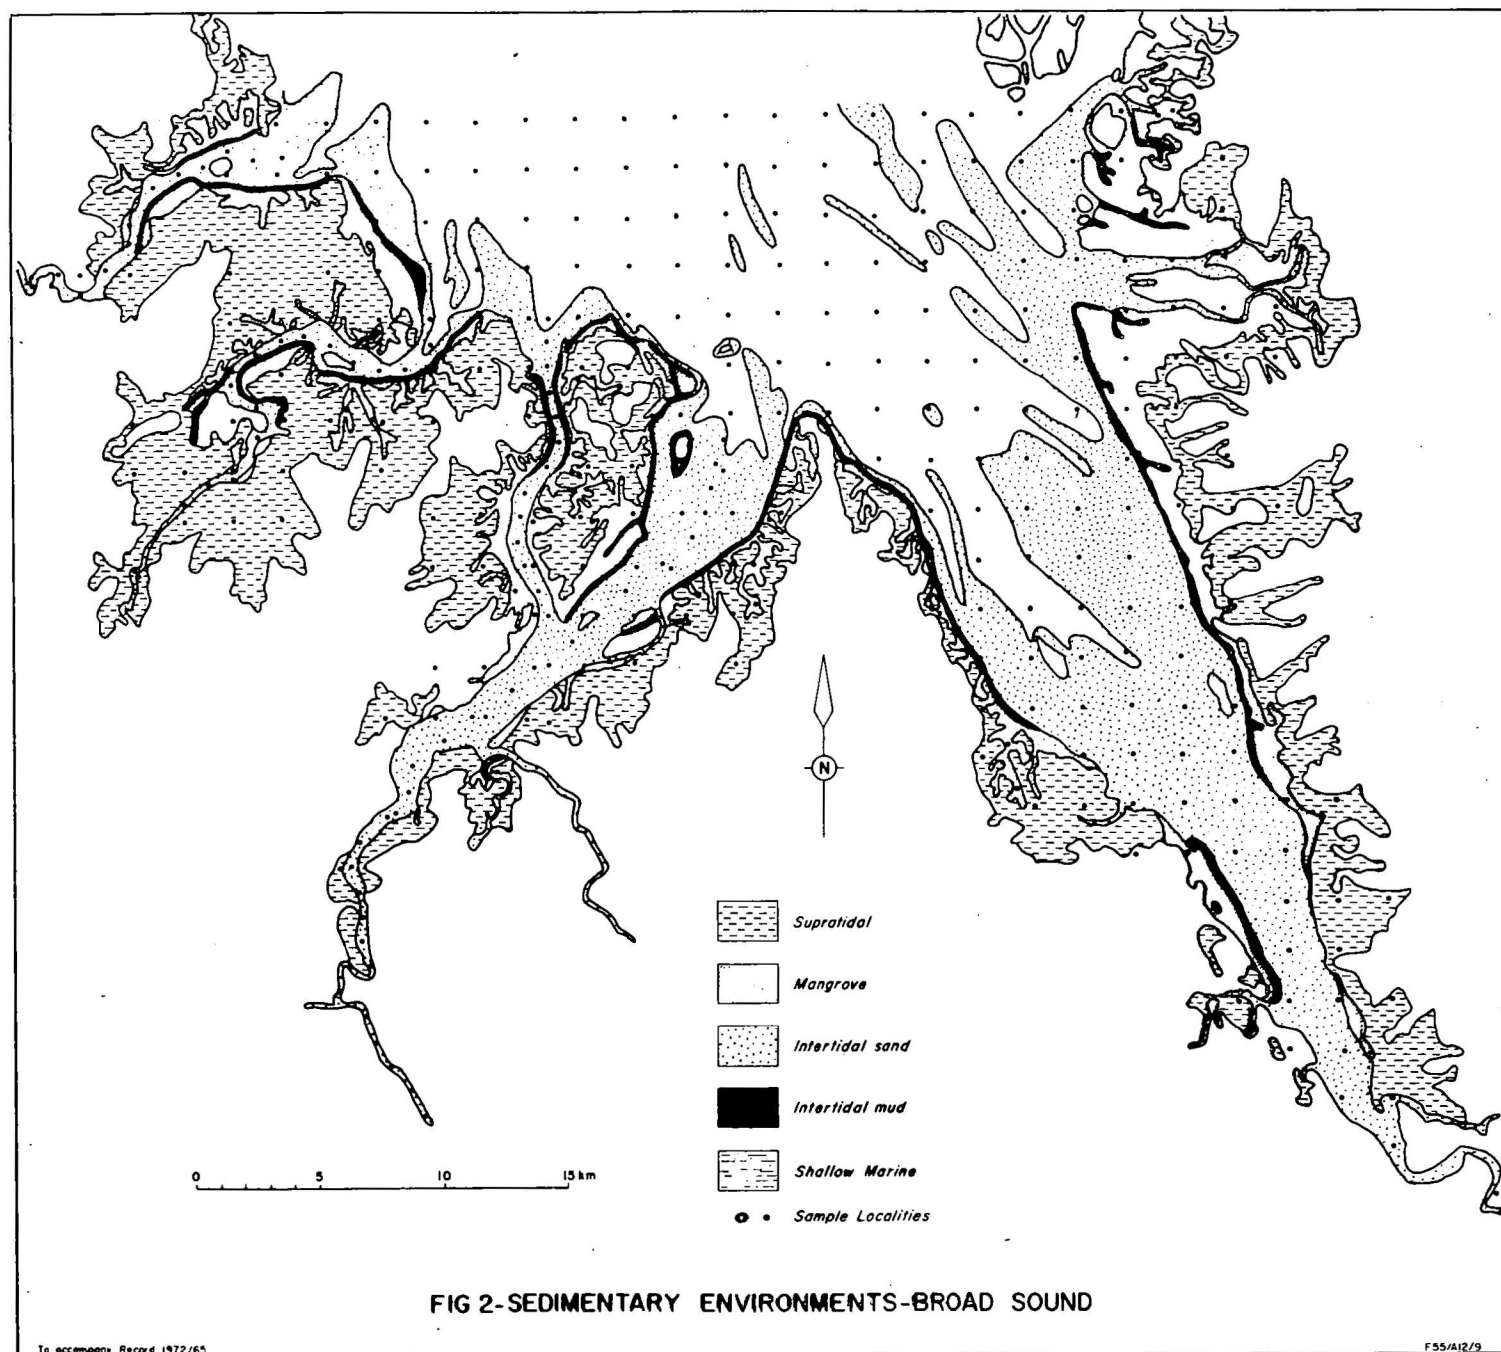 N
Supratidal
Mangrove
Intertidal sand
Intertidal mud
Shallow Marine
Sample Localities
0 5 10 15 km
FIG 2-SEDIMENTARY ENVIRONMENTS-BROAD SOUND
To accompany Record 1972/65
F55/A12/9